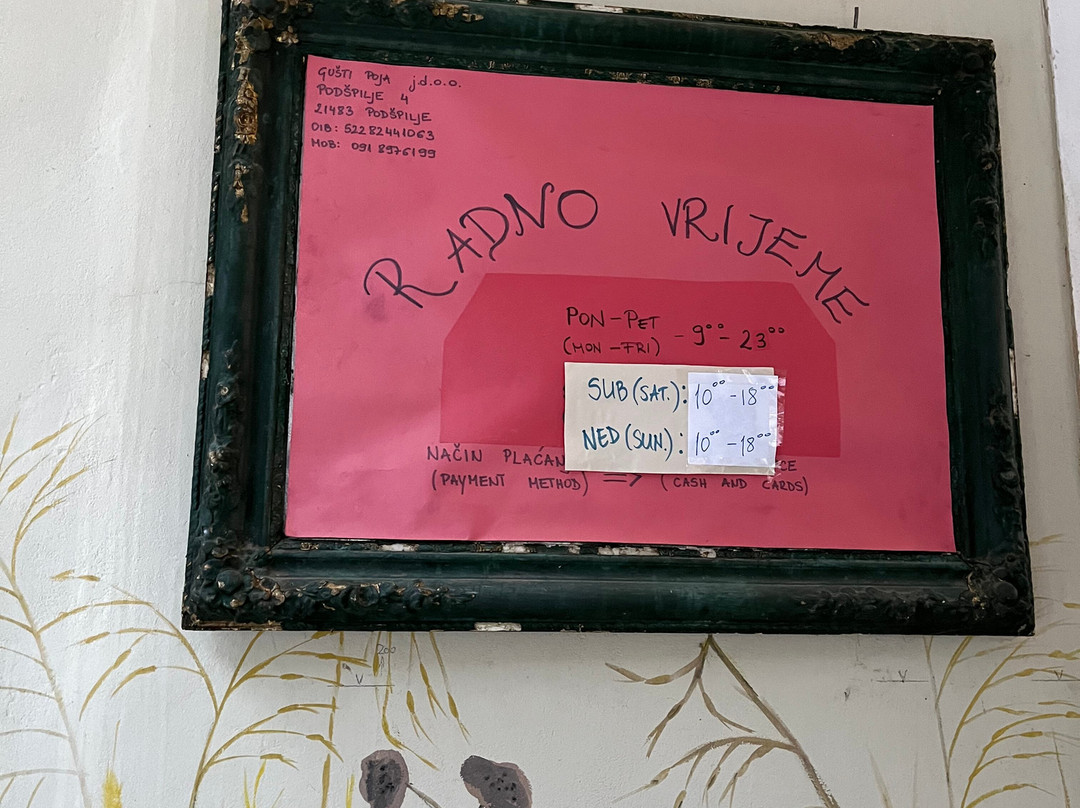 GUŠTI POJA j.d.o.o.
PODŠPILJE 4
21483 PODŠPILJE
OIB: 52282441063
MOB: 091 8976199
RADNO VRIJEME
PON-PET
(MON-FRI) - 9⁰⁰ - 23⁰⁰
SUB (SAT.): 10⁰⁰ - 18⁰⁰
NED (SUN.): 10⁰⁰ - 18⁰⁰
NAČIN
(PAYMENT METHOD) => (CASH AND CARDS)
200